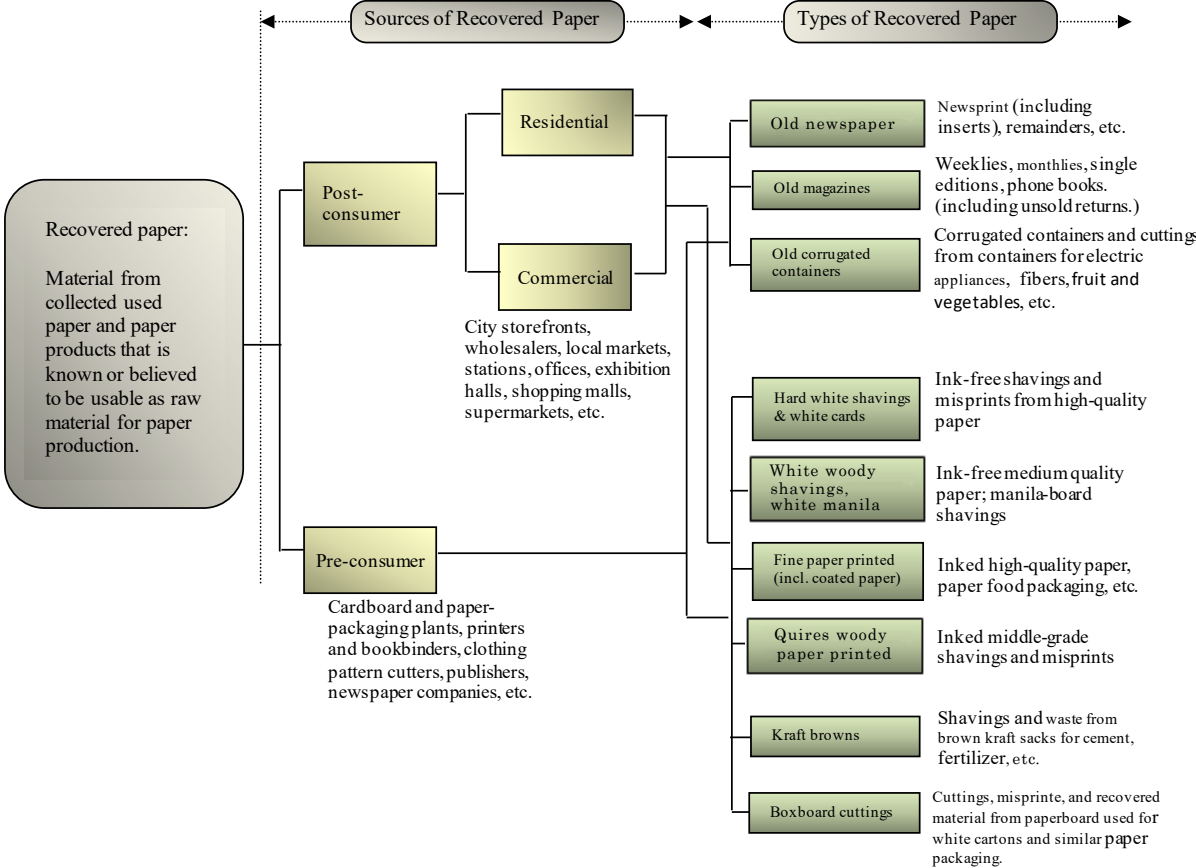 Sources of Recovered Paper
Types of Recovered Paper
Recovered paper:
Material from
collected used
paper and paper
products that is
known or believed
to be usable as raw
material for paper
production.
Post-
consumer
Residential
Commercial
City storefronts,
wholesalers, local markets,
stations, offices, exhibition
halls, shopping malls,
supermarkets, etc.
Pre-consumer
Cardboard and paper-
packaging plants, printers
and bookbinders, clothing
pattern cutters, publishers,
newspaper companies, etc.
Old newspaper
Newsprint (including
inserts), remainders, etc.
Old magazines
Weeklies, monthlies, single
editions, phone books.
(including unsold returns.)
Old corrugated
containers
Corrugated containers and cuttings
from containers for electric
appliances, fibers, fruit and
vegetables, etc.
Hard white shavings
& white cards
Ink-free shavings and
misprints from high-quality
paper
White woody
shavings,
white manila
Ink-free medium quality
paper; manila-board
shavings
Fine paper printed
(incl. coated paper)
Inked high-quality paper,
paper food packaging, etc.
Quires woody
paper printed
Inked middle-grade
shavings and misprints
Kraft browns
Shavings and waste from
brown kraft sacks for cement,
fertilizer, etc.
Boxboard cuttings
Cuttings, misprinte, and recovered
material from paperboard used for
white cartons and similar paper
packaging.